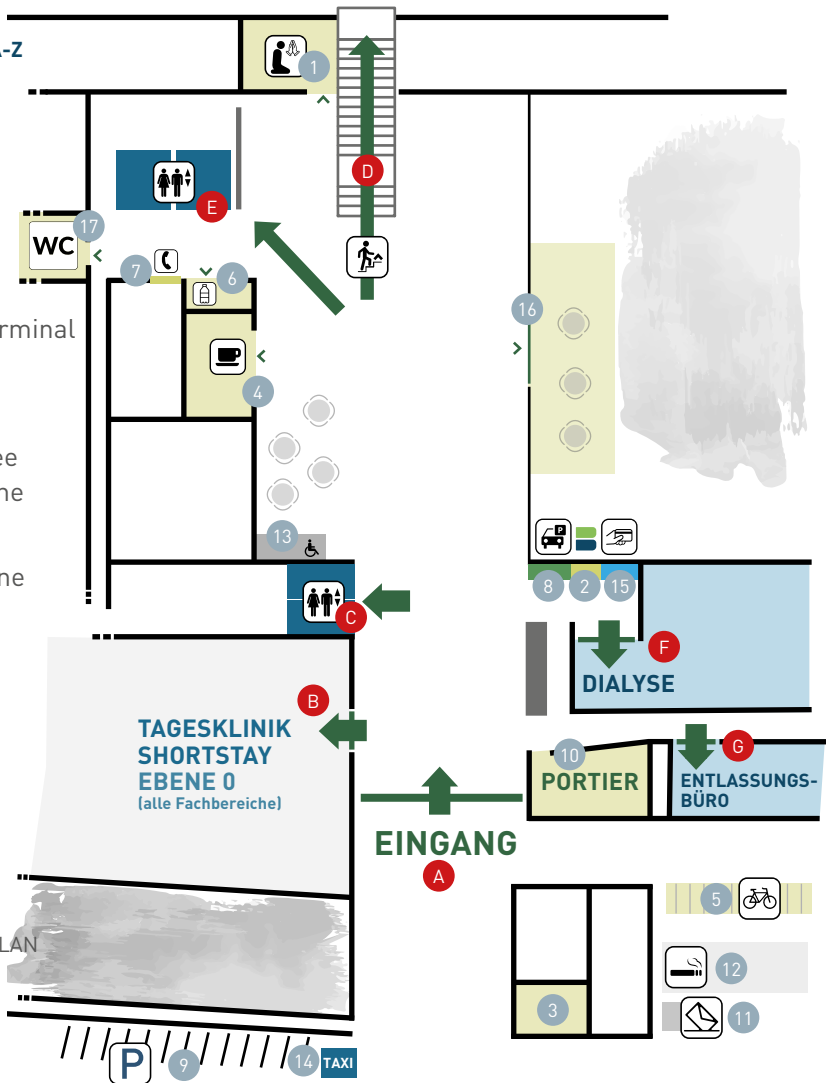 A-Z
1
D
E
17
WC
7
6
16
erminal
4
ee
ne
13
ne
8
2
15
C
F
DIALYSE
B
G
TAGESKLINIK
SHORTSTAY
EBENE 0
(alle Fachbereiche)
10
PORTIER
ENTLASSUNGS-
BÜRO
EINGANG
A
5
LAN
12
3
11
P
9
14
TAXI